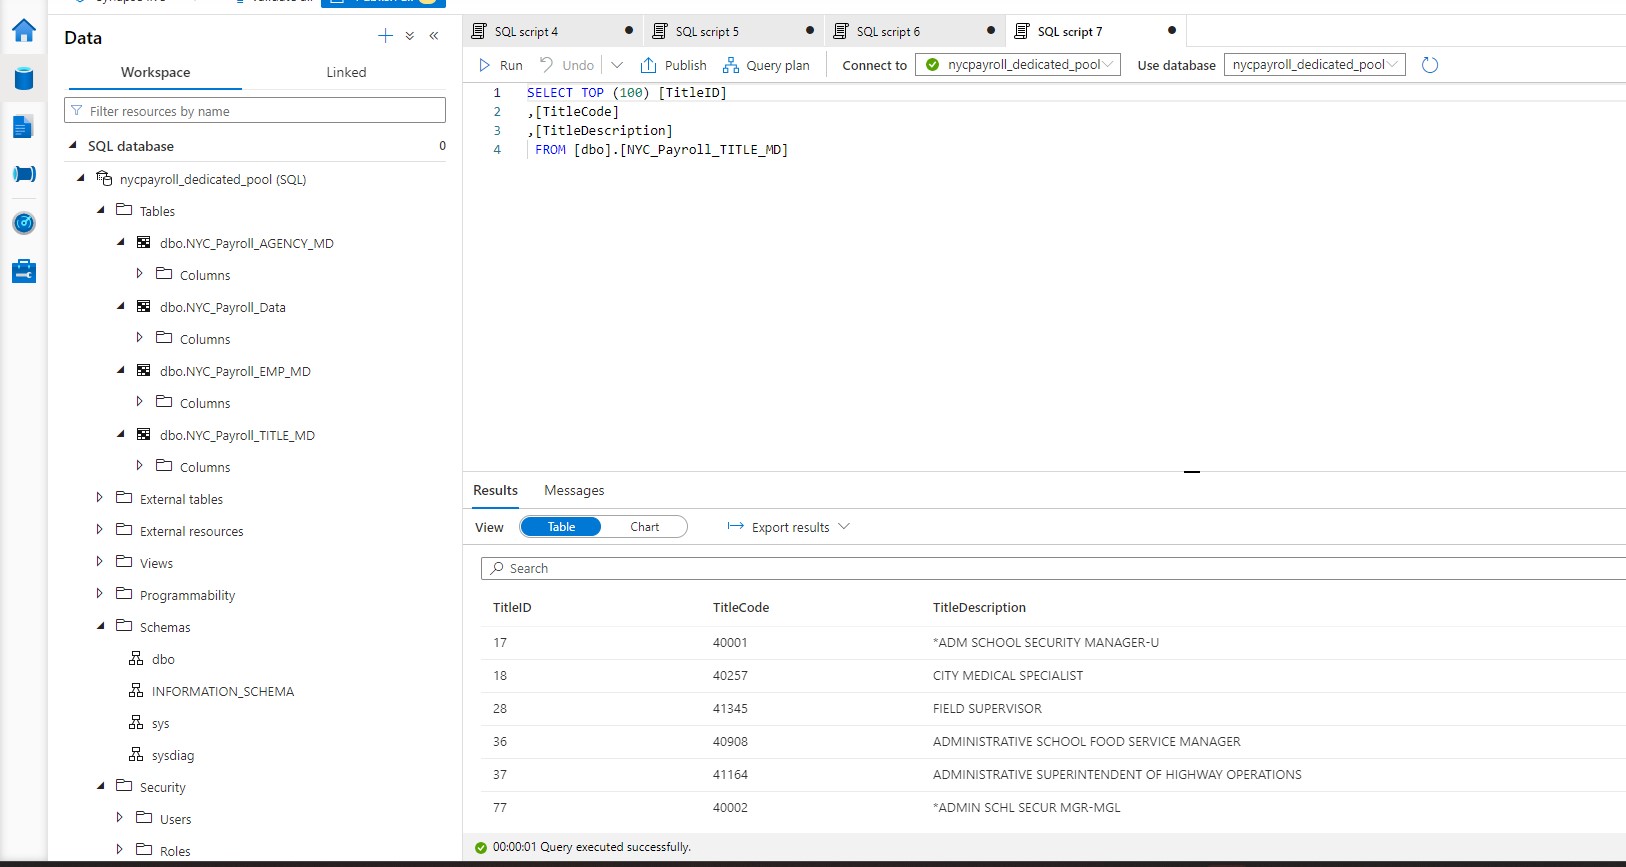 Data
Workspace
Linked
Filter resources by name
SQL database
0
nycpayroll_dedicated_pool (SQL)
Tables
dbo.NYC_Payroll_AGENCY_MD
Columns
dbo.NYC_Payroll_Data
Columns
dbo.NYC_Payroll_EMP_MD
Columns
dbo.NYC_Payroll_TITLE_MD
Columns
External tables
External resources
Views
Programmability
Schemas
dbo
INFORMATION_SCHEMA
sys
sysdiag
Security
Users
Roles
SQL script 4
SQL script 5
SQL script 6
SQL script 7
Run Undo Publish Query plan Connect to nycpayroll_dedicated_pool Use database nycpayroll_dedicated_pool
1 SELECT TOP (100) [TitleID]
2 ,[TitleCode]
3 ,[TitleDescription]
4 FROM [dbo].[NYC_Payroll_TITLE_MD]
Results Messages
View Table Chart Export results
Search
TitleID TitleCode TitleDescription
17 40001 *ADM SCHOOL SECURITY MANAGER-U
18 40257 CITY MEDICAL SPECIALIST
28 41345 FIELD SUPERVISOR
36 40908 ADMINISTRATIVE SCHOOL FOOD SERVICE MANAGER
37 41164 ADMINISTRATIVE SUPERINTENDENT OF HIGHWAY OPERATIONS
77 40002 *ADMIN SCHL SECUR MGR-MGL
00:00:01 Query executed successfully.